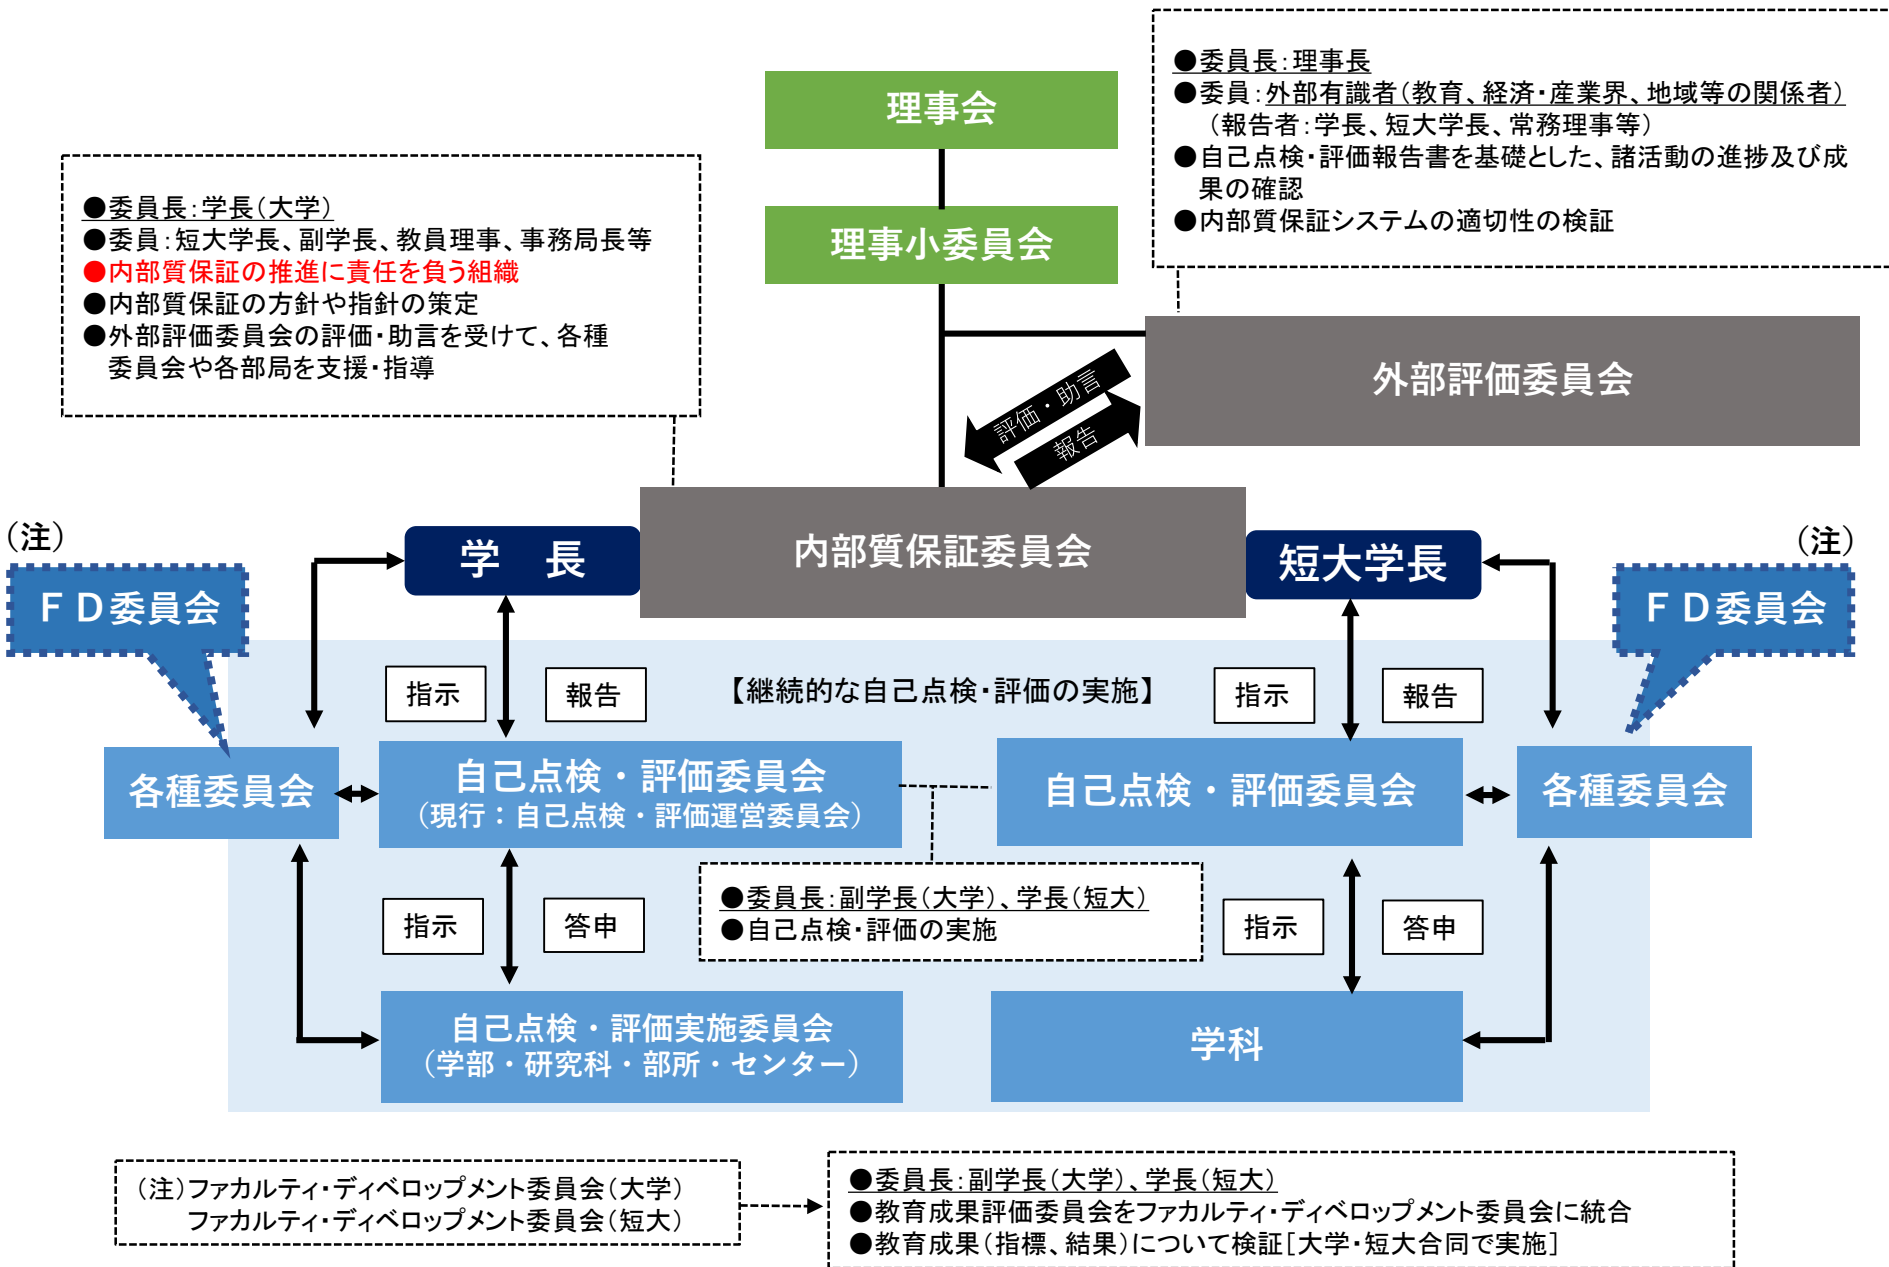 理事会
理事小委員会
●委員長：理事長
●委員：外部有識者（教育、経済・産業界、地域等の関係者）
（報告者：学長、短大学長、常務理事等）
●自己点検・評価報告書を基礎とした、諸活動の進捗及び成
果の確認
●内部質保証システムの適切性の検証
●委員長：学長（大学）
●委員：短大学長、副学長、教員理事、事務局長等
●内部質保証の推進に責任を負う組織
●内部質保証の方針や指針の策定
●外部評価委員会の評価・助言を受けて、各種
委員会や各部局を支援・指導
外部評価委員会
評価・助言
報告
内部質保証委員会
学　長
短大学長
（注）
ＦＤ委員会
（注）
ＦＤ委員会
指示
報告
【継続的な自己点検・評価の実施】
指示
報告
各種委員会
自己点検・評価委員会
（現行：自己点検・評価運営委員会）
自己点検・評価委員会
各種委員会
指示
答申
●委員長：副学長（大学）、学長（短大）
●自己点検・評価の実施
指示
答申
自己点検・評価実施委員会
（学部・研究科・部所・センター）
学科
（注）ファカルティ・ディベロップメント委員会（大学）
ファカルティ・ディベロップメント委員会（短大）
●委員長：副学長（大学）、学長（短大）
●教育成果評価委員会をファカルティ・ディベロップメント委員会に統合
●教育成果（指標、結果）について検証［大学・短大合同で実施］